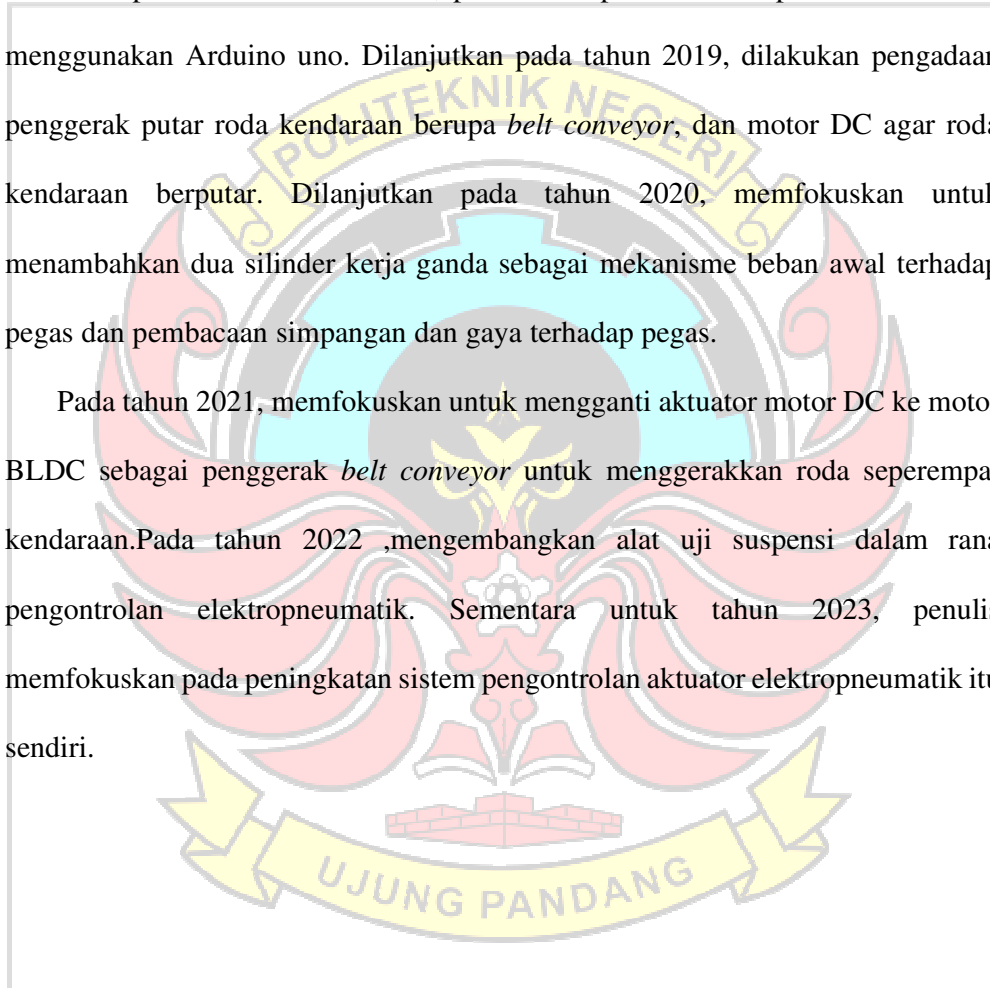 menggunakan Arduino uno. Dilanjutkan pada tahun 2019, dilakukan pengadaan
penggerak putar roda kendaraan berupa belt conveyor, dan motor DC agar roda
kendaraan berputar. Dilanjutkan pada tahun 2020, memfokuskan untuk
menambahkan dua silinder kerja ganda sebagai mekanisme beban awal terhadap
pegas dan pembacaan simpangan dan gaya terhadap pegas.
Pada tahun 2021, memfokuskan untuk mengganti aktuator motor DC ke moto
BLDC sebagai penggerak belt conveyor untuk menggerakkan roda seperempa
kendaraan.Pada tahun 2022 ,mengembangkan alat uji suspensi dalam rana
pengontrolan elektropneumatik. Sementara untuk tahun 2023, penulis
memfokuskan pada peningkatan sistem pengontrolan aktuator elektropneumatik itu
sendiri.
POLITEKNIK NEGERI
UJUNG PANDANG